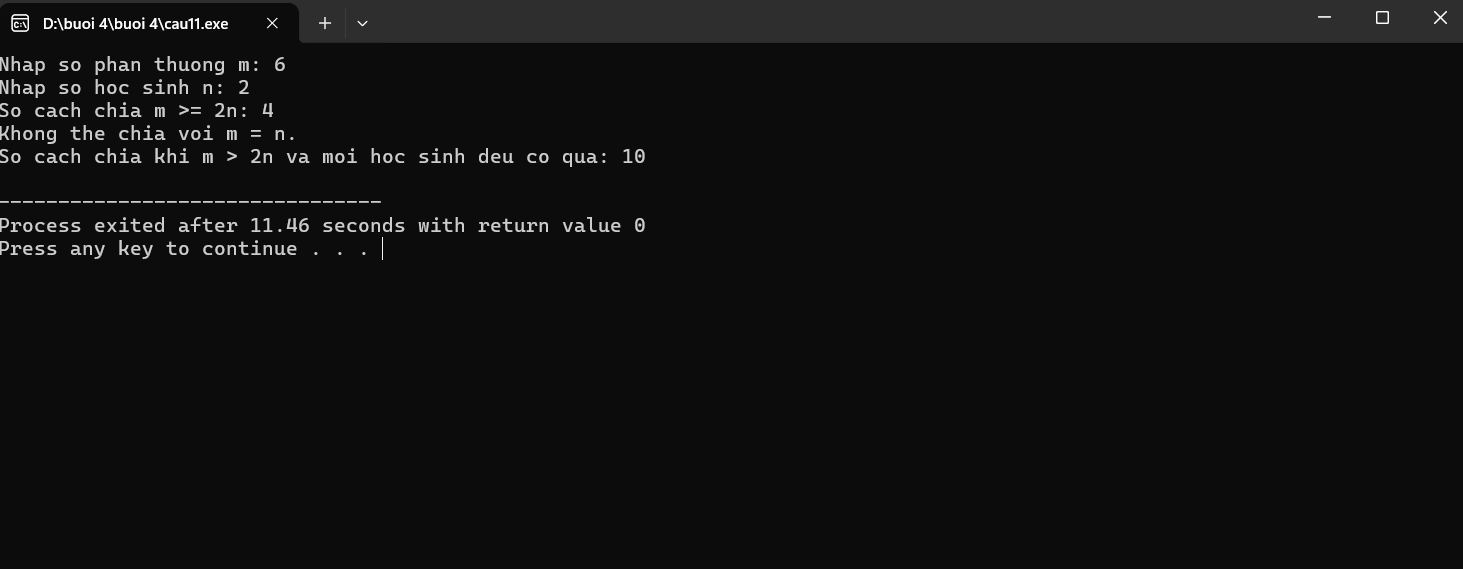 D:\buoi 4\buoi 4\cau11.exe
Nhap so phan thuong m: 6
Nhap so hoc sinh n: 2
So cach chia m >= 2n: 4
Khong the chia voi m = n.
So cach chia khi m > 2n va moi hoc sinh deu co qua: 10
--------------------------------
Process exited after 11.46 seconds with return value 0
Press any key to continue . . .